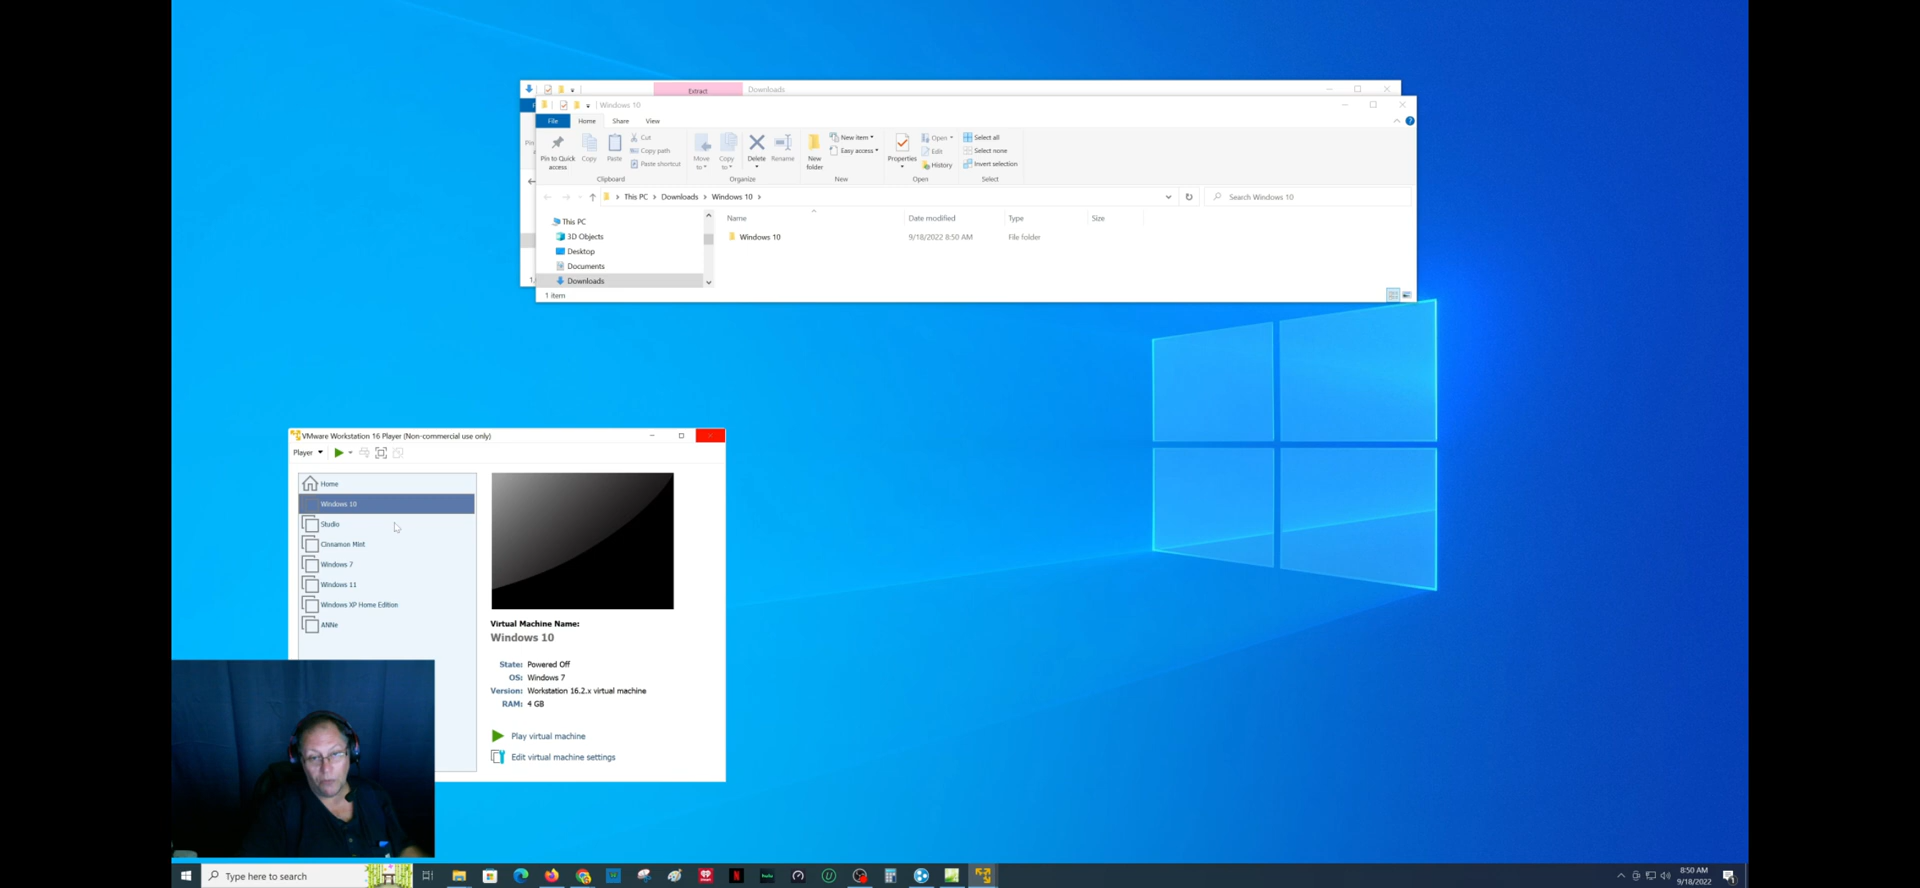 Extract
Downloads
Windows 10
File
Home
Share
View
Pin to Quick access
Copy
Paste
Cut
Copy path
Paste shortcut
Clipboard
Move to
Copy to
Delete
Rename
Organize
New folder
New item
Easy access
New
Properties
Open
Edit
History
Open
Select all
Select none
Invert selection
Select
This PC > Downloads > Windows 10 >
Search Windows 10
This PC
3D Objects
Desktop
Documents
Downloads
Name
Date modified
Type
Size
Windows 10
9/18/2022 8:50 AM
File folder
1 item
VMware Workstation 16 Player (Non-commercial use only)
Player
Home
Windows 10
Studio
Cinnamon Mint
Windows 7
Windows 11
Windows XP Home Edition
ANNe
Virtual Machine Name:
Windows 10
State: Powered Off
OS: Windows 7
Version: Workstation 16.2.x virtual machine
RAM: 4 GB
Play virtual machine
Edit virtual machine settings
Type here to search
8:50 AM
9/18/2022